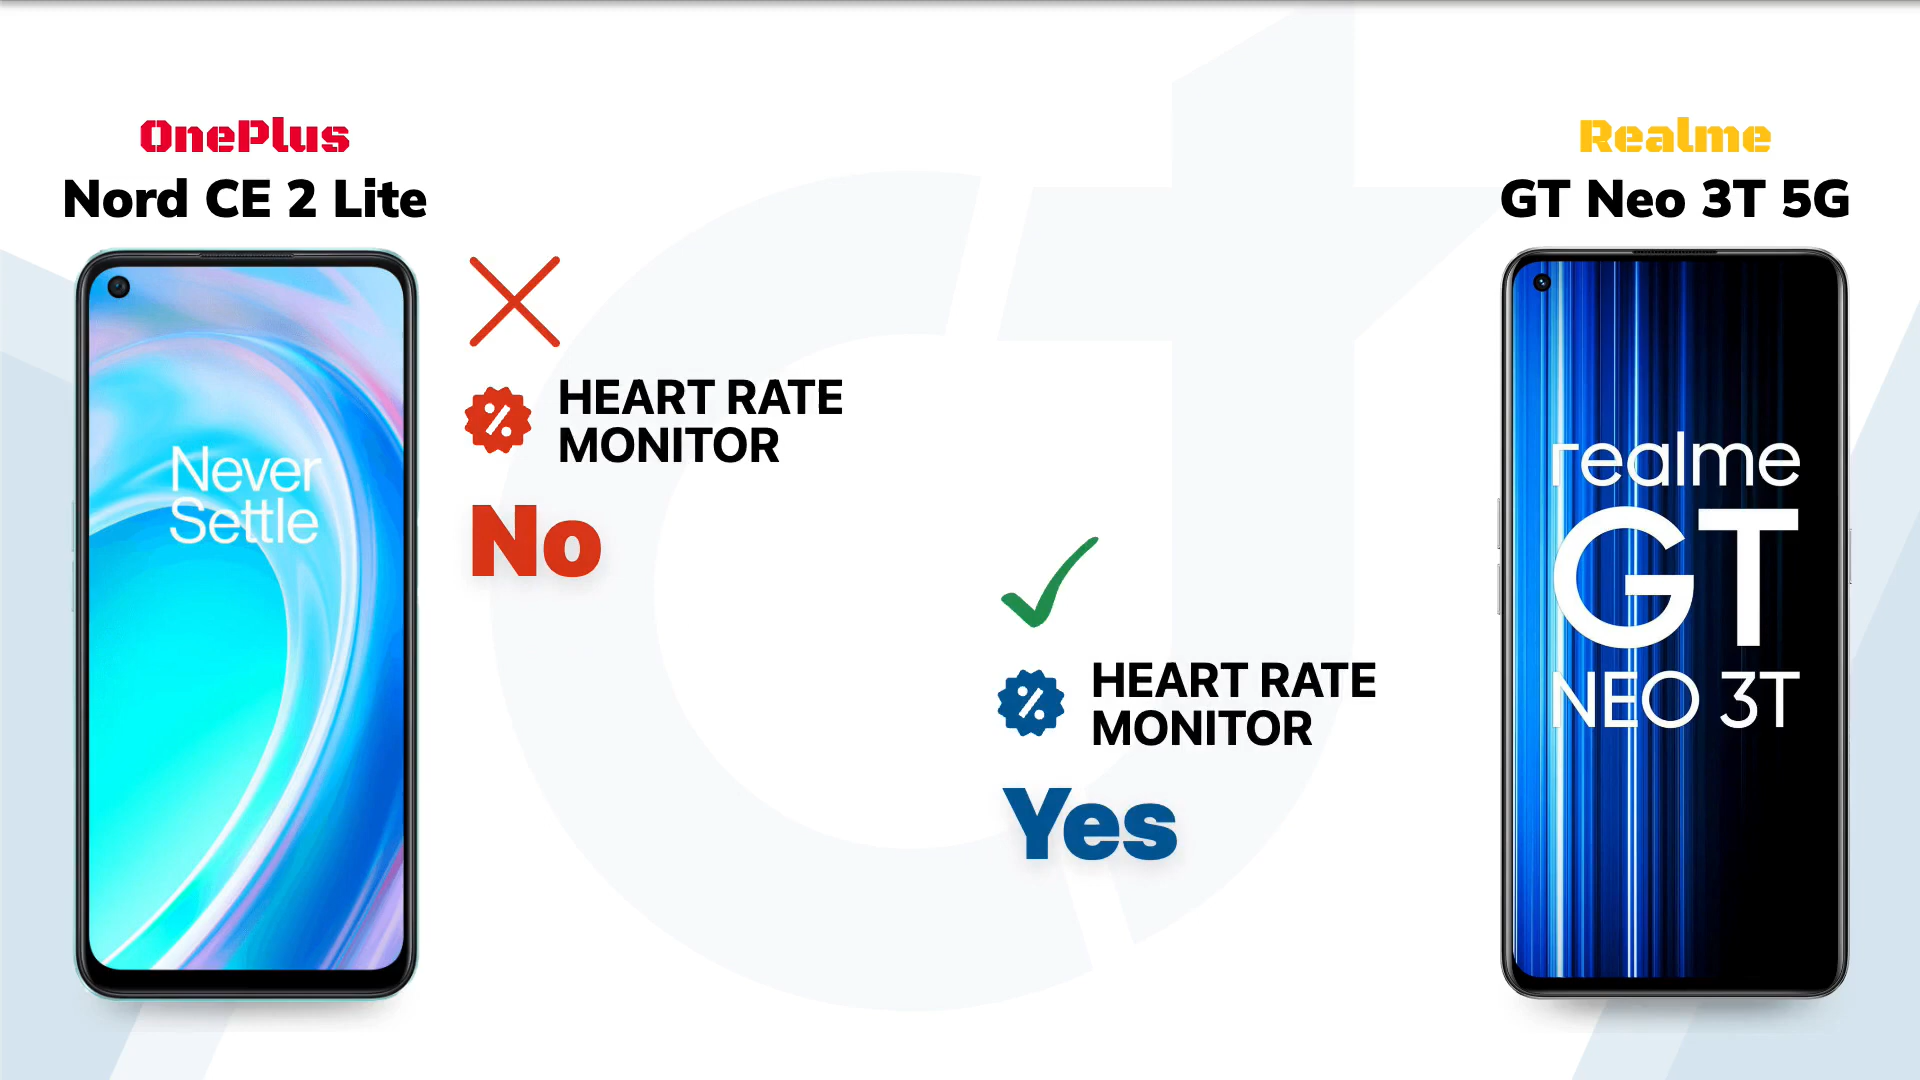 OnePlus
Nord CE 2 Lite
Never
Settle
HEART RATE
MONITOR
No
HEART RATE
MONITOR
Yes
Realme
GT Neo 3T 5G
realme
GT
NEO 3T